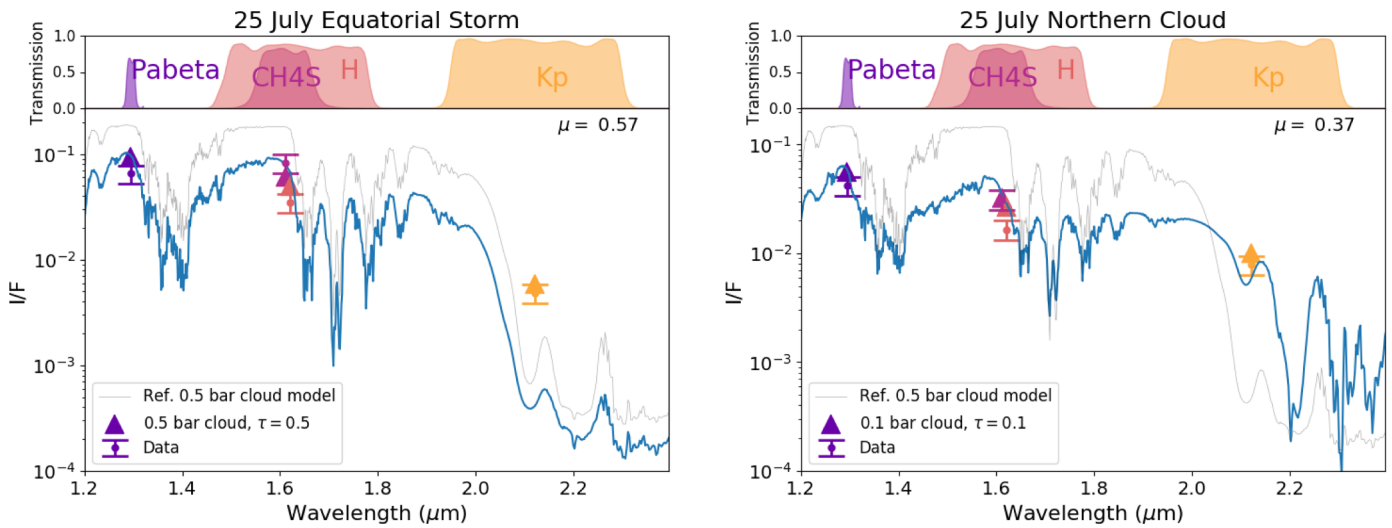 25 July Equatorial Storm
Transmission
1.0
0.5
0.0
Pabeta
CH4S
H
Kp
μ = 0.57
I/F
10⁻¹
10⁻²
10⁻³
10⁻⁴
Ref. 0.5 bar cloud model
0.5 bar cloud, τ = 0.5
Data
1.2 1.4 1.6 1.8 2.0 2.2
Wavelength (μm)
25 July Northern Cloud
Transmission
1.0
0.5
0.0
Pabeta
CH4S
H
Kp
μ = 0.37
I/F
10⁻¹
10⁻²
10⁻³
10⁻⁴
Ref. 0.5 bar cloud model
0.1 bar cloud, τ = 0.1
Data
1.2 1.4 1.6 1.8 2.0 2.2
Wavelength (μm)